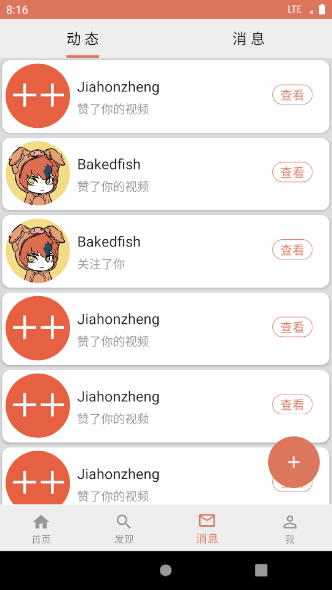 8:16 LTE
动态 消息
Jiahonzheng
赞了你的视频
查看
Bakedfish
赞了你的视频
查看
Bakedfish
关注了你
查看
Jiahonzheng
赞了你的视频
查看
Jiahonzheng
赞了你的视频
查看
Jiahonzheng
赞了你的视频
首页 发现 消息 我